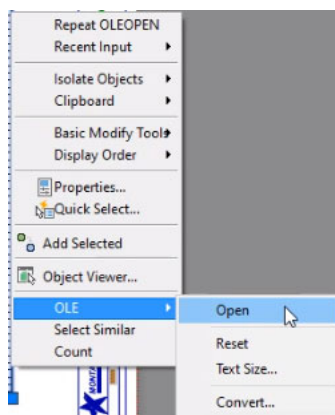 Repeat OLEOPEN
Recent Input
Isolate Objects
Clipboard
Basic Modify Tools
Display Order
Properties...
Quick Select...
Add Selected
Object Viewer...
OLE
Open
Select Similar
Reset
Count
Text Size...
Convert...